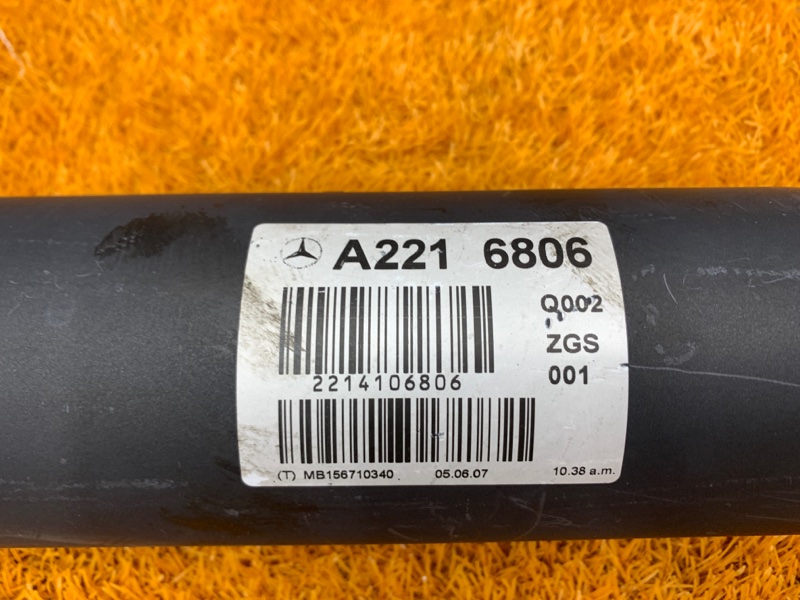 A221 6806
Q002
ZGS
2214106806
001
(T) MB156710340 05.06.07 10.38 a.m.